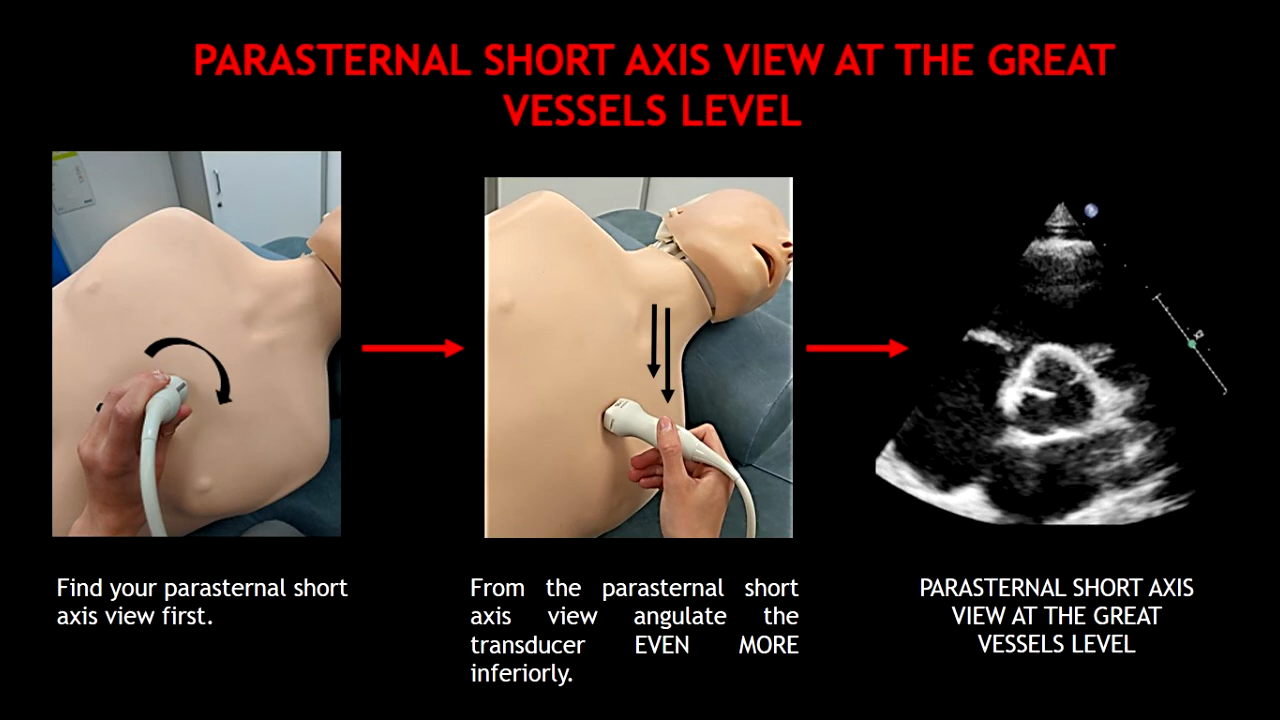 PARASTERNAL SHORT AXIS VIEW AT THE GREAT
VESSELS LEVEL
Find your parasternal short
axis view first.
From the parasternal short
axis view angulate the
transducer EVEN MORE
inferiorly.
PARASTERNAL SHORT AXIS
VIEW AT THE GREAT
VESSELS LEVEL